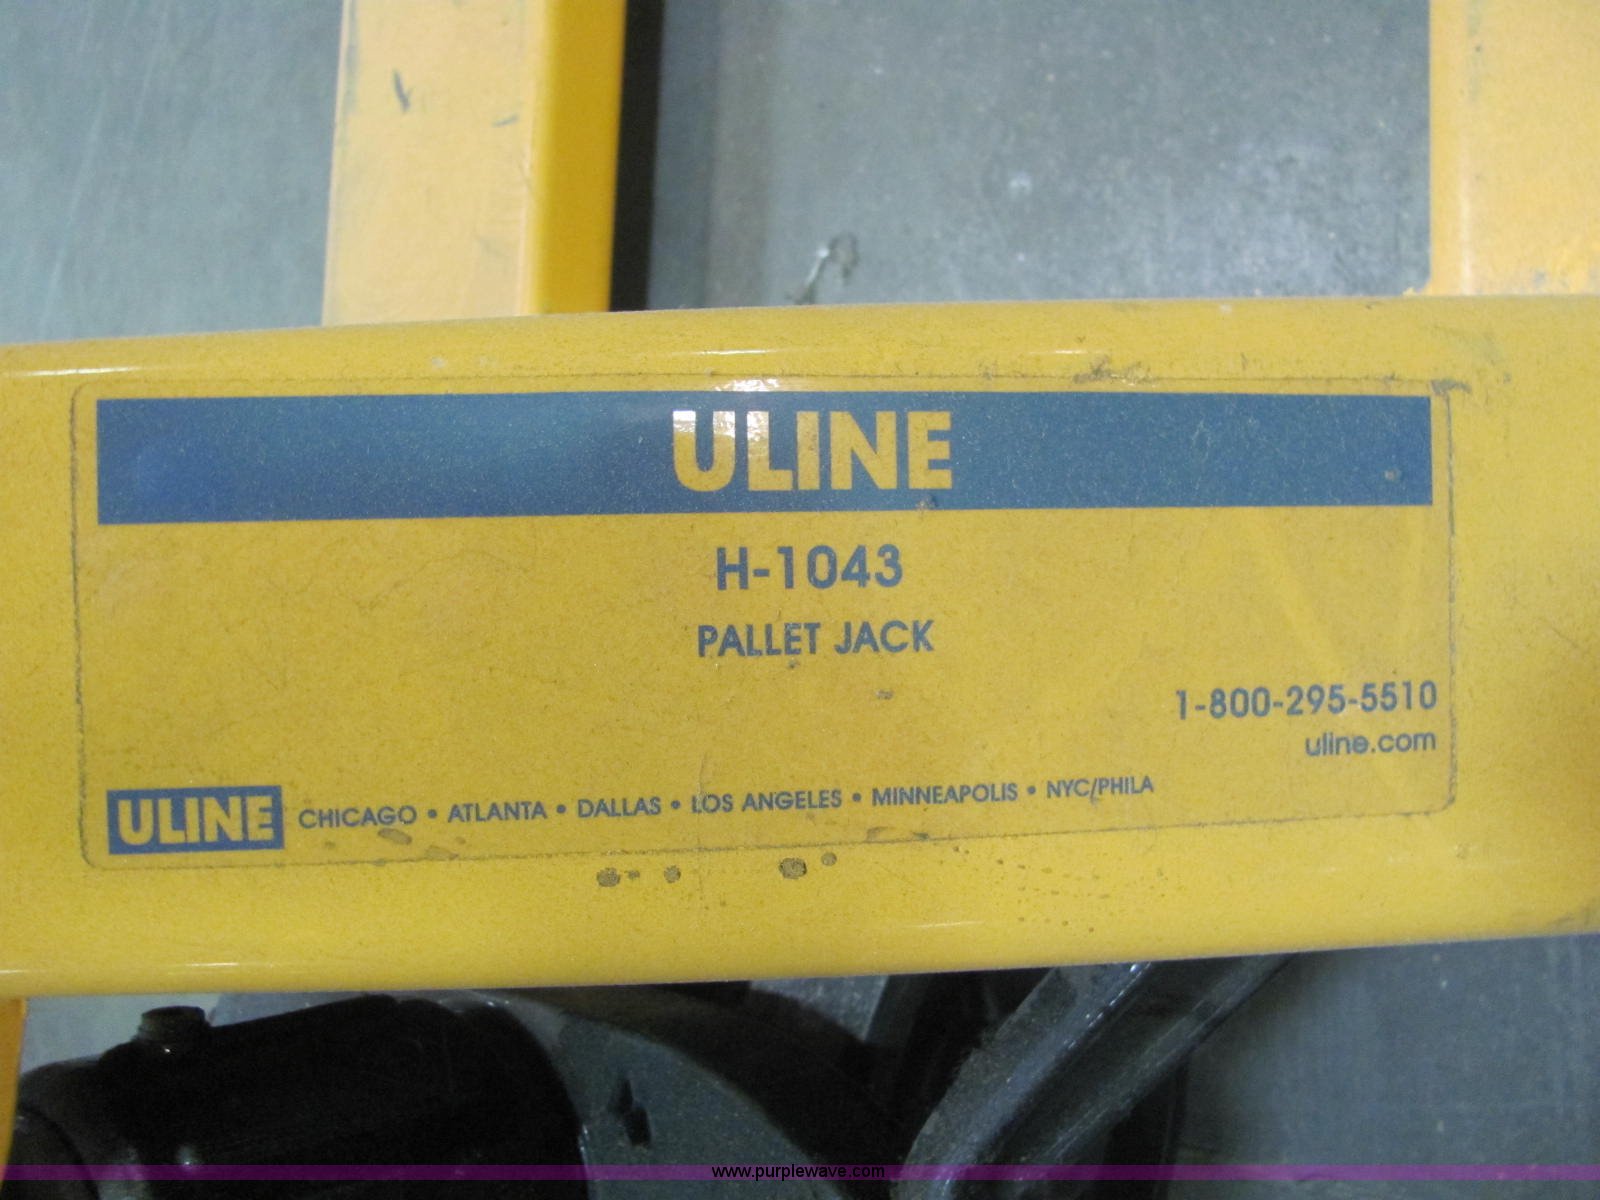 ULINE
H-1043
PALLET JACK
1-800-295-5510
uline.com
ULINE CHICAGO • ATLANTA • DALLAS • LOS ANGELES • MINNEAPOLIS • NYC/PHILA
www.purplewave.com